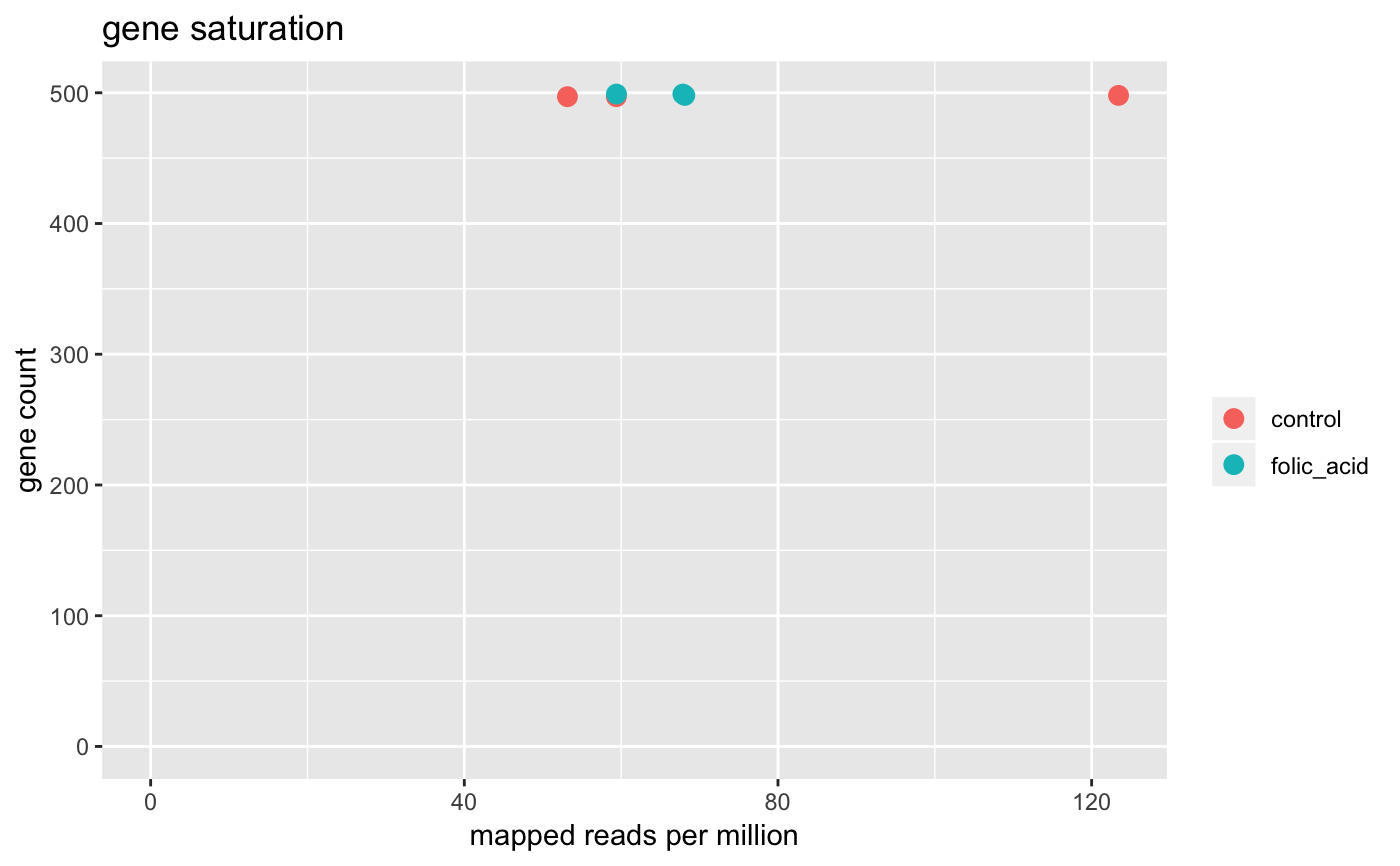 gene saturation
500
400
300
200
100
0
gene count
0 40 80 120
mapped reads per million
control
folic_acid